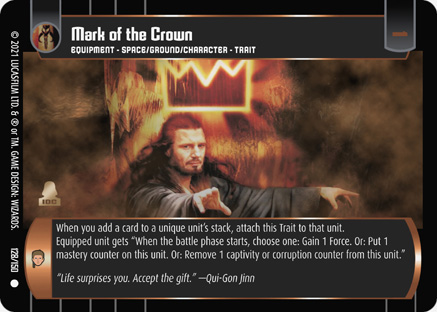 Mark of the Crown
EQUIPMENT - SPACE/GROUND/CHARACTER - TRAIT
© 2021 LUCASFILM LTD. & ® or TM. GAME DESIGN: WIZARDS.
128/150
IDC
When you add a card to a unique unit's stack, attach this Trait to that unit.
Equipped unit gets “When the battle phase starts, choose one: Gain 1 Force. Or: Put 1
mastery counter on this unit. Or: Remove 1 captivity or corruption counter from this unit.”
“Life surprises you. Accept the gift.” —Qui-Gon Jinn